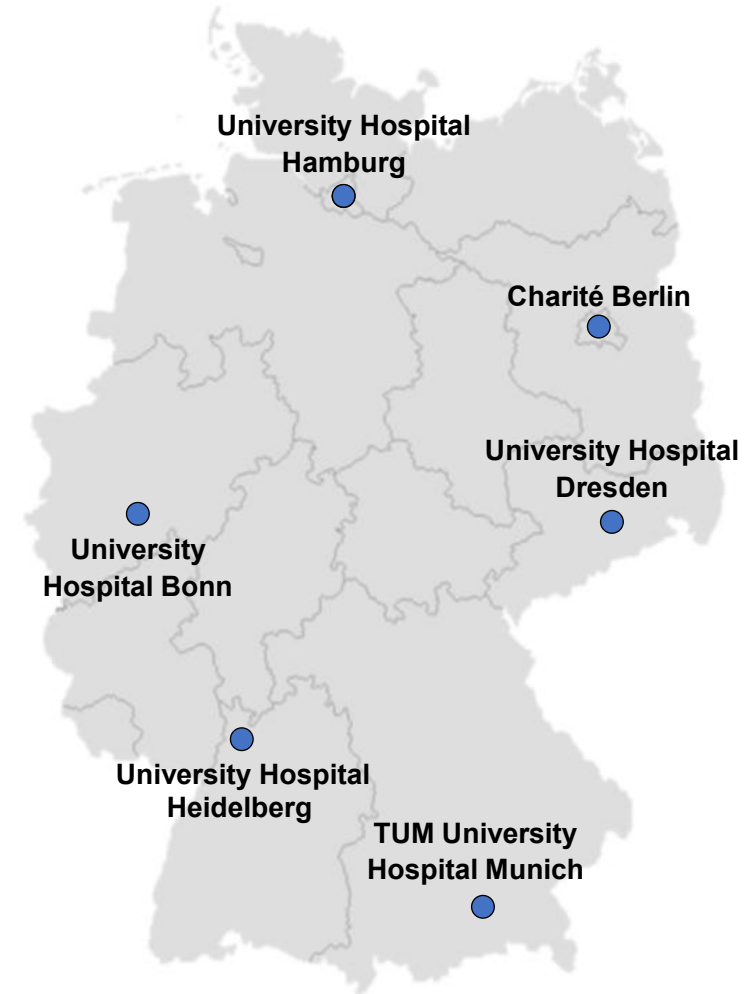 University Hospital
Hamburg
Charité Berlin
University Hospital
Dresden
University
Hospital Bonn
University Hospital
Heidelberg
TUM University
Hospital Munich